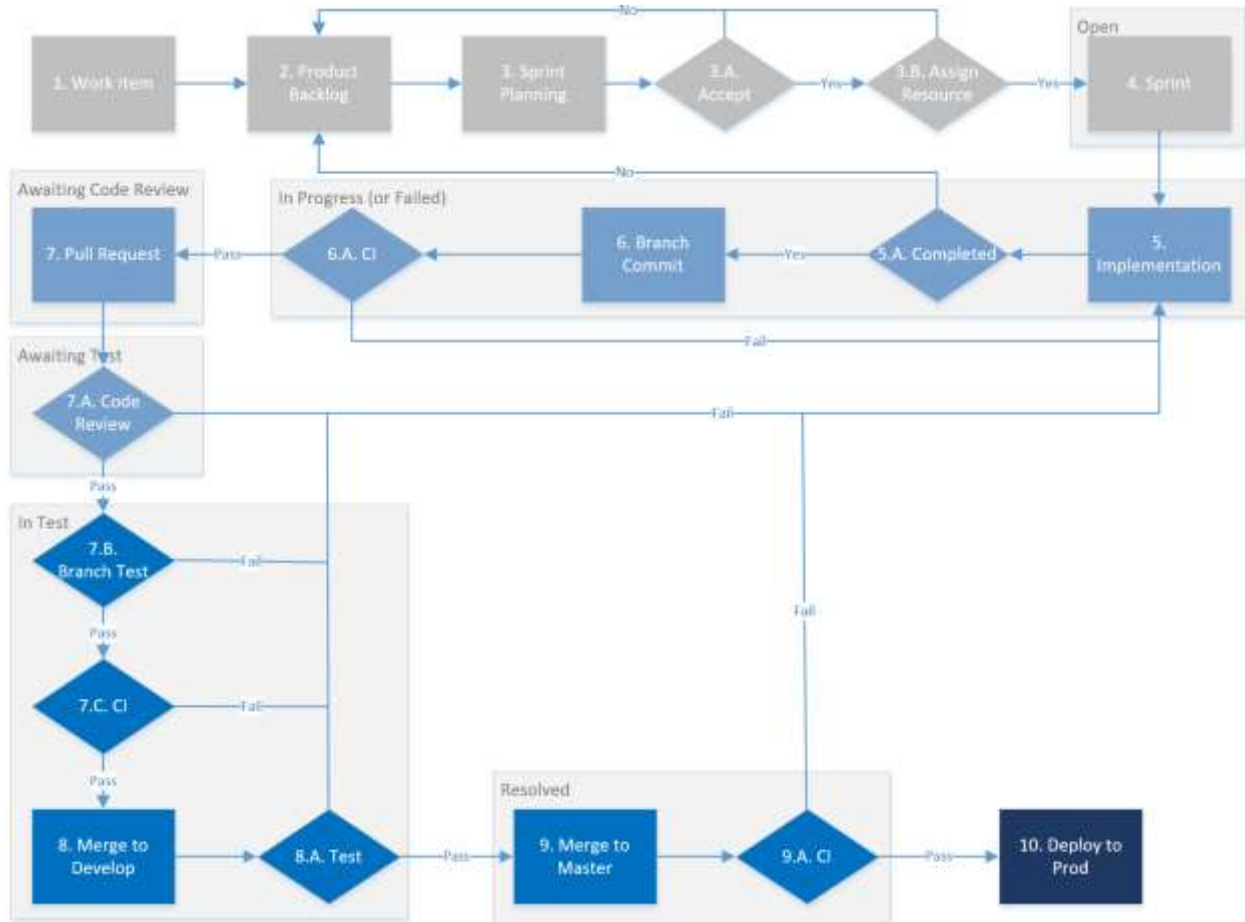 No
Open
1. Work Item
2. Product
Backlog
3. Sprint
Planning
3.A.
Accept
Yes
3.B. Assign
Resource
Yes
4. Sprint
No
Awaiting Code Review
In Progress (or Failed)
7. Pull Request
Pass
6.A. CI
6. Branch
Commit
Yes
5.A. Completed
5.
Implementation
Fail
Awaiting Test
7.A. Code
Review
Fail
Pass
In Test
7.B.
Branch Test
Fail
Pass
Fail
7.C. CI
Fail
Pass
Resolved
8. Merge to
Develop
8.A. Test
Pass
9. Merge to
Master
9.A. CI
Pass
10. Deploy to
Prod